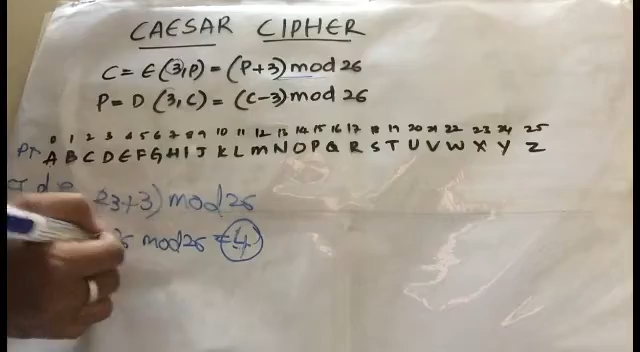 CAESAR CIPHER
C = E (3,P) = (P+3) mod 26
P = D (3,C) = (C-3) mod 26
0 1 2 3 4 5 6 7 8 9 10 11 12 13 14 15 16 17 18 19 20 21 22 23 24 25
PT A B C D E F G H I J K L M N O P Q R S T U V W X Y Z
23+3) mod 26
mod 26 = 4